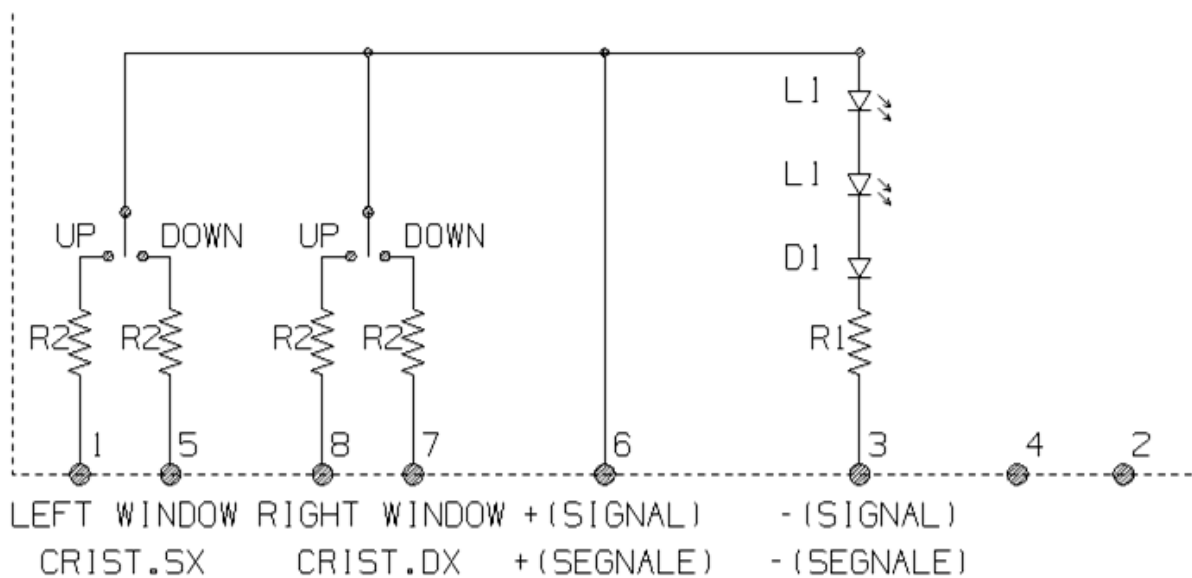 L1
L1
UP DOWN UP DOWN D1
R2 R2 R2 R2 R1
1 5 8 7 6 3 4 2
LEFT WINDOW RIGHT WINDOW +(SIGNAL) -(SIGNAL)
CRIST.SX CRIST.DX +(SEGNALE) -(SEGNALE)